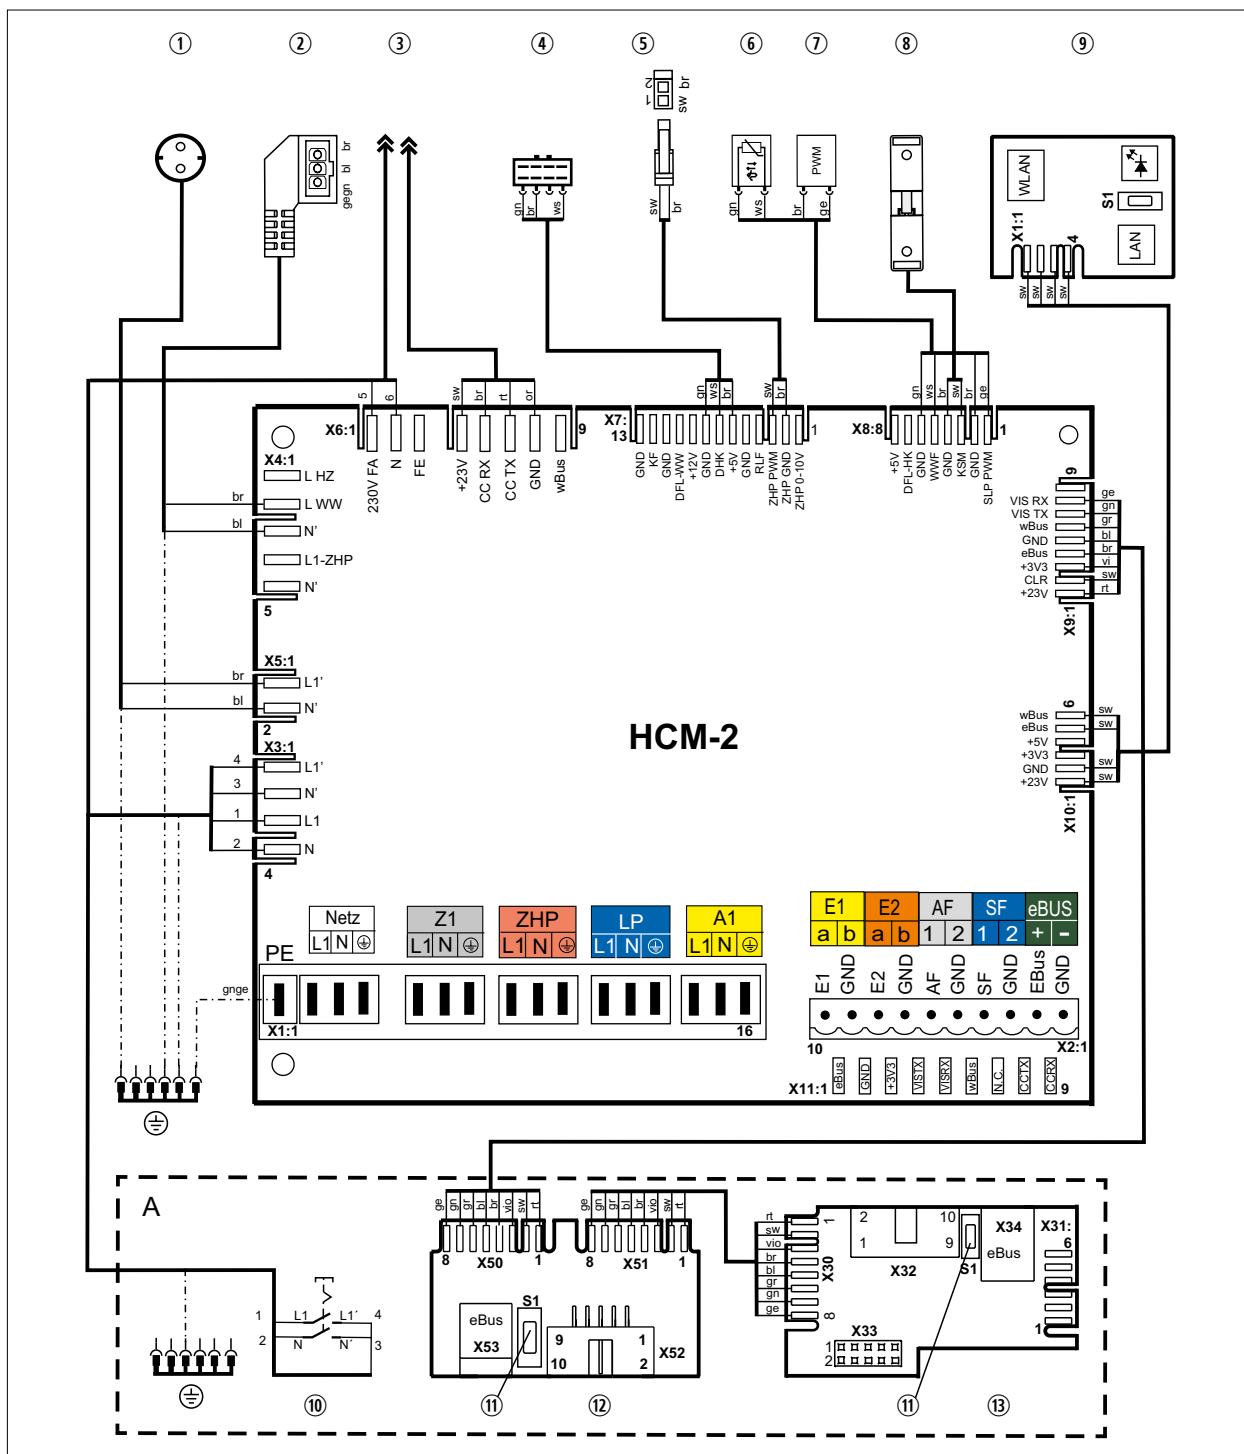 ① ② ③ ④ ⑤ ⑥ ⑦ ⑧ ⑨
2 br
1 sw
br
bl
gegn
PWM
WLAN
S1
X1:1
4
LAN
gn br ws
sw br
gn ws br ge
sw sw sw sw
5 6
sw br rt or
gn ws br
sw br
gn ws br sw br ge
X6:1
9
X7:
13
1
X8:8
1
230V FA
N
FE
+23V
CC RX
CC TX
GND
wBus
GND
KF
GND
DFL-WW
+12V
GND
DHK
+5V
GND
RLF
ZHP PWM
ZHP GND
ZHP 0-10V
+5V
DFL-HK
GND
WWF
GND
KSM
SLP PWM
X4:1
L HZ
br L WW
bl N'
L1-ZHP
N'
5
9
VIS RX ge
VIS TX gn
wBus gr
GND bl
eBus br
+3V3 vi
CLR sw
+23V rt
X9:1
X5:1
br L1'
bl N'
2
X3:1
4 L1'
3 N'
1 L1
2 N
4
HCM-2
6
wBus sw
eBus sw
+5V
+3V3
GND sw
+23V sw
X10:1
Netz
L1 N
Z1
L1 N
ZHP
L1 N
LP
L1 N
A1
L1 N
PE
gnge
X1:1
16
E1 E2 AF SF eBUS
a b a b 1 2 1 2 + -
E1
GND
E2
GND
AF
GND
SF
GND
EBus
GND
10
X2:1
X11:1
eBus
GND
+3V3
VISTX
VISRX
wBus
N.C.
CCTX
CCRX
9
A
ge gn gr bl br vio sw rt
8 X50 1
ge gn gr bl br vio sw rt
8 X51 1
eBus
X53
S1
9 1
10 2
X52
rt
sw
vio
br
bl
gr
gn
ge
1
X30
8
2 10
1 9
X32
S1
X34
eBus
X31:
6
1
X33
1
2
1 L1 L1´ 4
2 N N´ 3
⑩ ⑪ ⑫ ⑪ ⑬